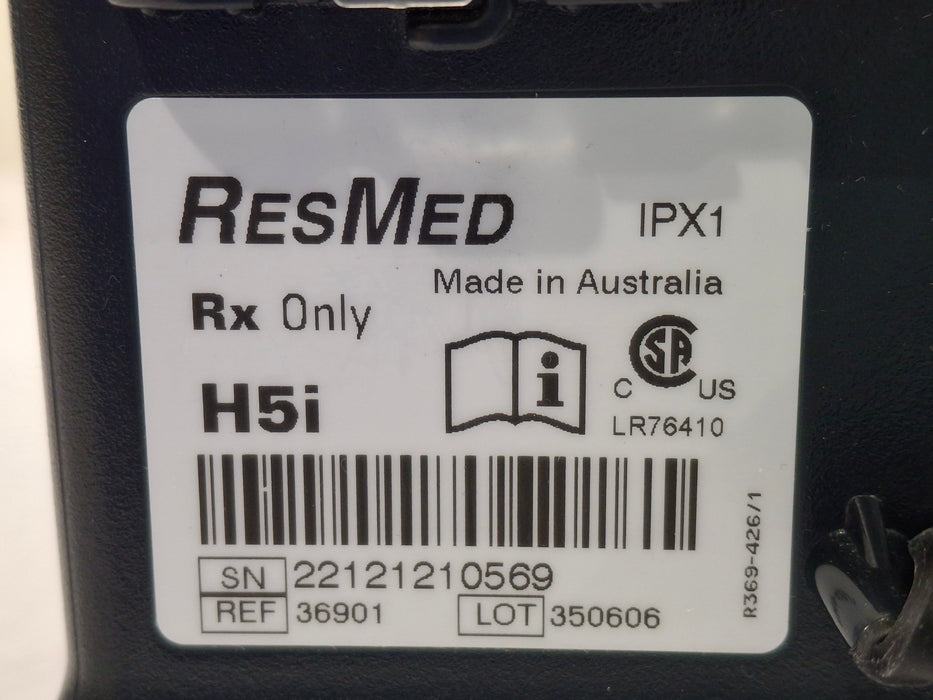 RESMED
IPX1
Made in Australia
Rx Only
H5i
i
CSA
C US
LR76410
SN 22121210569
REF 36901
LOT 350606
R369-426/1